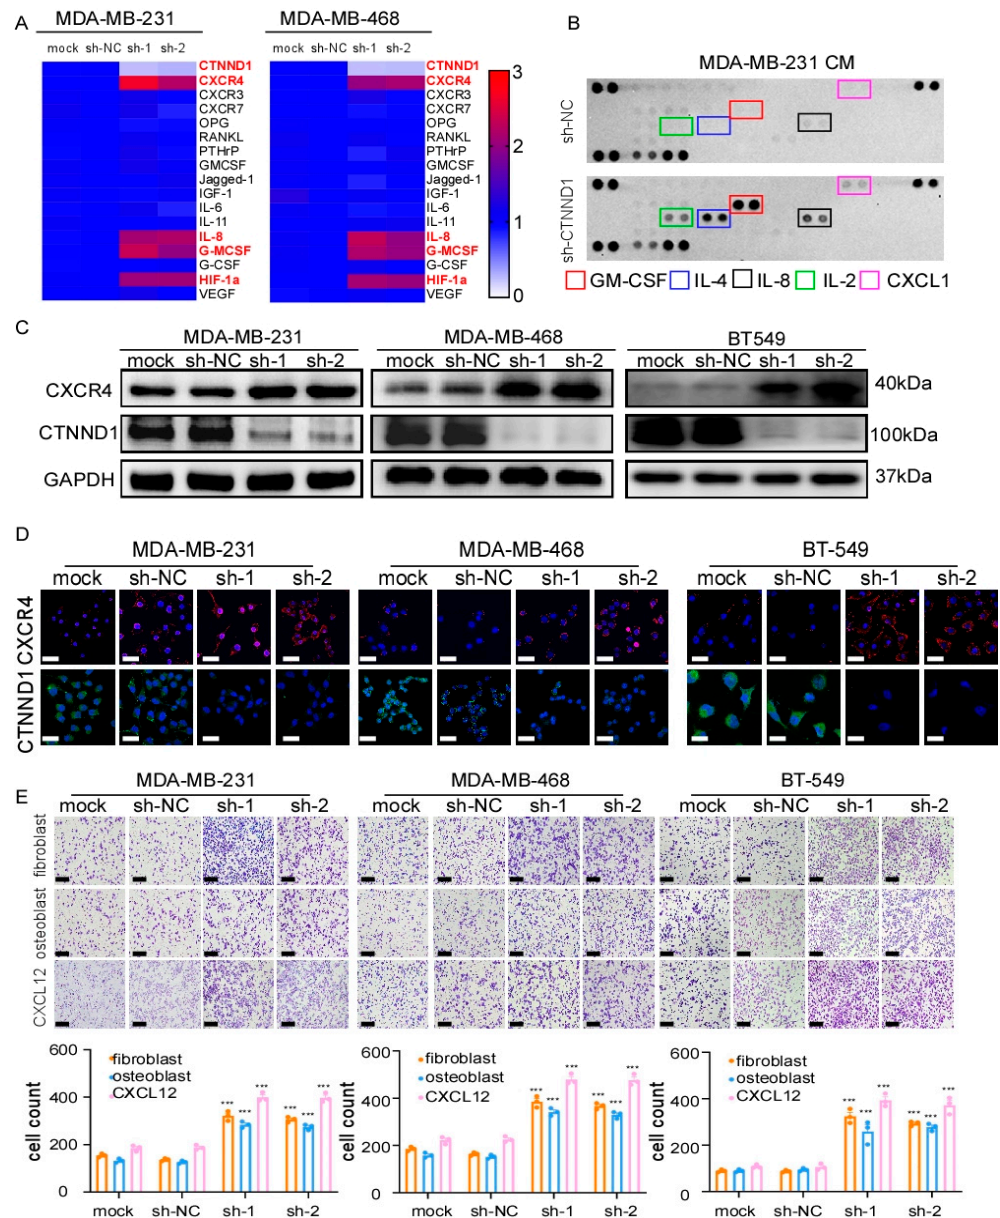 A
MDA-MB-231
MDA-MB-468
mock sh-NC sh-1 sh-2
mock sh-NC sh-1 sh-2
CTNND1
CXCR4
CXCR3
CXCR7
OPG
RANKL
PTHrP
GMCSF
Jagged-1
IGF-1
IL-6
IL-11
IL-8
G-MCSF
G-CSF
HIF-1a
VEGF
CTNND1
CXCR4
CXCR3
CXCR7
OPG
RANKL
PTHrP
GMCSF
Jagged-1
IGF-1
IL-6
IL-11
IL-8
G-MCSF
G-CSF
HIF-1a
VEGF
3
2
1
0
B
MDA-MB-231 CM
sh-NC
sh-CTNND1
GM-CSF IL-4 IL-8 IL-2 CXCL1
C
MDA-MB-231 MDA-MB-468 BT549
mock sh-NC sh-1 sh-2 mock sh-NC sh-1 sh-2 mock sh-NC sh-1 sh-2
CXCR4 40kDa
CTNND1 100kDa
GAPDH 37kDa
D
MDA-MB-231 MDA-MB-468 BT-549
mock sh-NC sh-1 sh-2 mock sh-NC sh-1 sh-2 mock sh-NC sh-1 sh-2
CXCR4
CTNND1
E
MDA-MB-231 MDA-MB-468 BT-549
mock sh-NC sh-1 sh-2 mock sh-NC sh-1 sh-2 mock sh-NC sh-1 sh-2
fibroblast
osteoblast
CXCL12
cell count
600
400
200
0
fibroblast
osteoblast
CXCL12
*** *** *** *** *** ***
mock sh-NC sh-1 sh-2
cell count
600
400
200
0
fibroblast
osteoblast
CXCL12
*** *** *** *** *** ***
mock sh-NC sh-1 sh-2
cell count
600
400
200
0
fibroblast
osteoblast
CXCL12
*** *** *** *** *** ***
mock sh-NC sh-1 sh-2